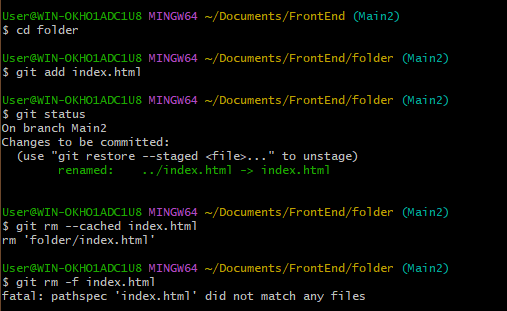 User@WIN-OKHO1ADC1U8 MINGW64 ~/Documents/FrontEnd (Main2)
$ cd folder
User@WIN-OKHO1ADC1U8 MINGW64 ~/Documents/FrontEnd/folder (Main2)
$ git add index.html
User@WIN-OKHO1ADC1U8 MINGW64 ~/Documents/FrontEnd/folder (Main2)
$ git status
On branch Main2
Changes to be committed:
  (use "git restore --staged <file>..." to unstage)
        renamed:    ../index.html -> index.html
User@WIN-OKHO1ADC1U8 MINGW64 ~/Documents/FrontEnd/folder (Main2)
$ git rm --cached index.html
rm 'folder/index.html'
User@WIN-OKHO1ADC1U8 MINGW64 ~/Documents/FrontEnd/folder (Main2)
$ git rm -f index.html
fatal: pathspec 'index.html' did not match any files